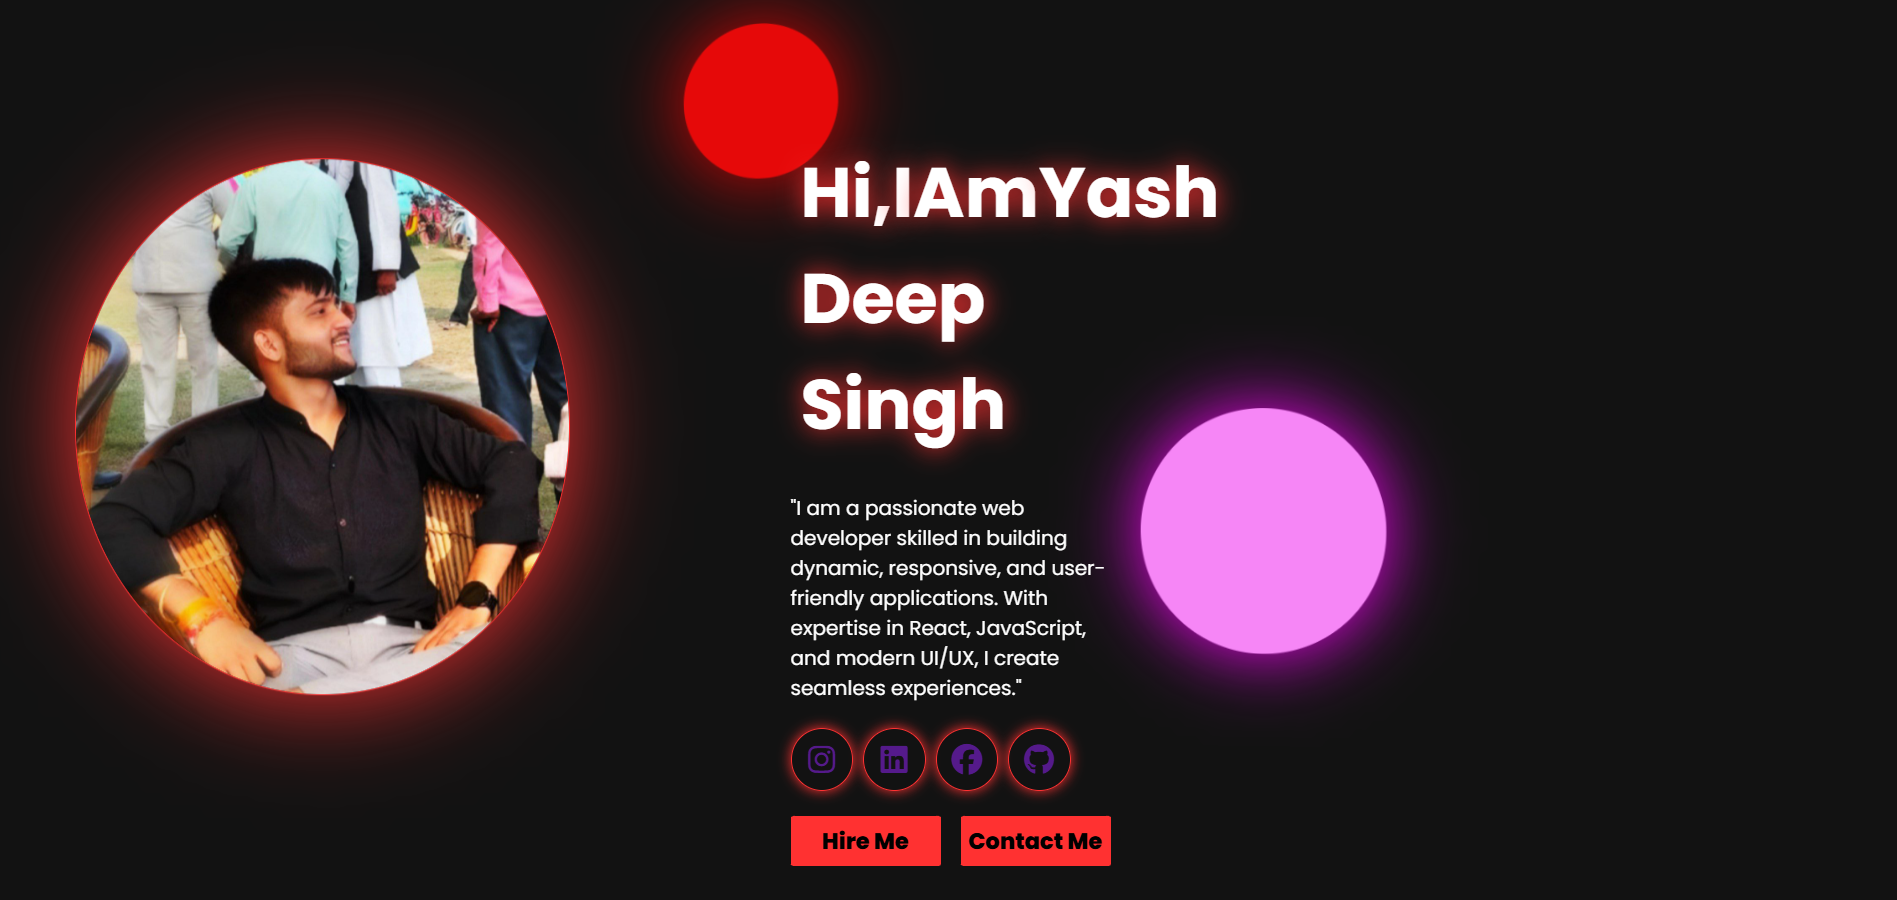 Hi,IAmYash
Deep
Singh
"I am a passionate web
developer skilled in building
dynamic, responsive, and user-
friendly applications. With
expertise in React, JavaScript,
and modern UI/UX, I create
seamless experiences."
Hire Me
Contact Me